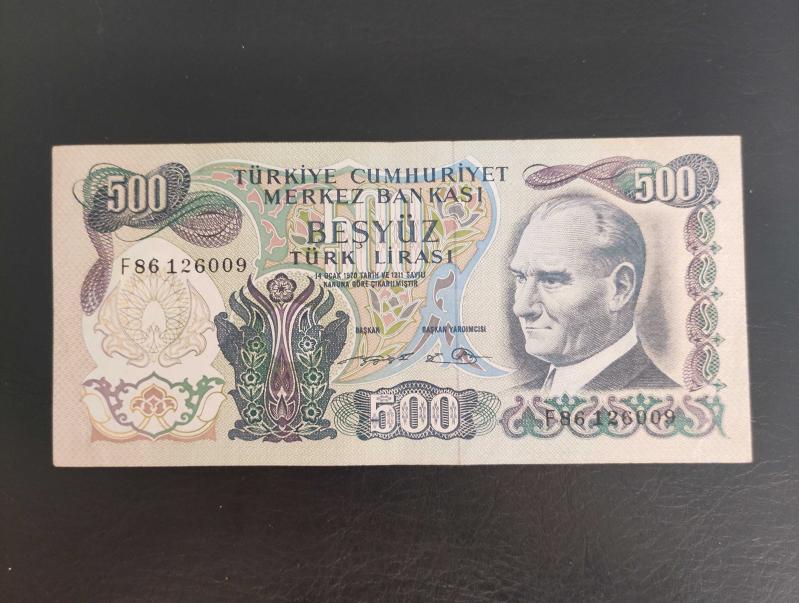 500
500
TÜRKİYE CUMHURİYET
MERKEZ BANKASI
500
BEŞYÜZ
TÜRK LİRASI
F86 126009
14 OCAK 1970 TARİH VE 1211 SAYILI
KANUNA GÖRE ÇIKARILMIŞTIR
BAŞKAN
BAŞKAN YARDIMCISI
500
F86 126009